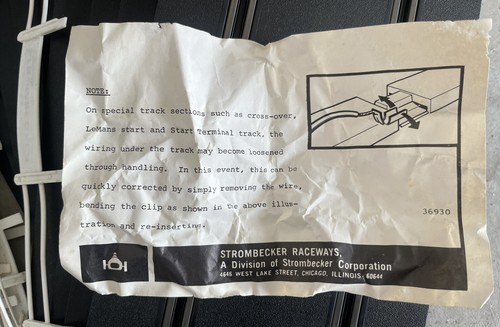 NOTE:
On special track sections such as cross-over,
LeMans start and Start Terminal track, the
wiring under the track may become loosened
through handling. In this event, this can be
quickly corrected by simply removing the wire,
bending the clip as shown in the above illus-
tration and re-inserting.
36930
STROMBECKER RACEWAYS,
A Division of Strombecker Corporation
4646 WEST LAKE STREET, CHICAGO, ILLINOIS 60644